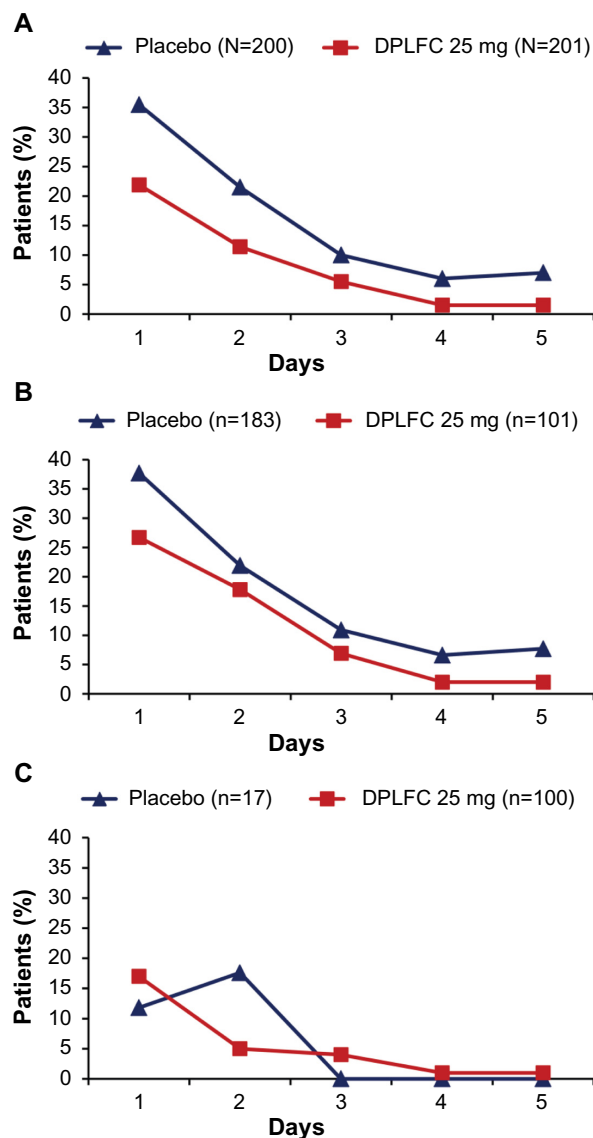 A
Placebo (N=200) DPLFC 25 mg (N=201)
Patients (%)
40
35
30
25
20
15
10
5
0
1 2 3 4 5
Days
B
Placebo (n=183) DPLFC 25 mg (n=101)
Patients (%)
40
35
30
25
20
15
10
5
0
1 2 3 4 5
Days
C
Placebo (n=17) DPLFC 25 mg (n=100)
Patients (%)
40
35
30
25
20
15
10
5
0
1 2 3 4 5
Days